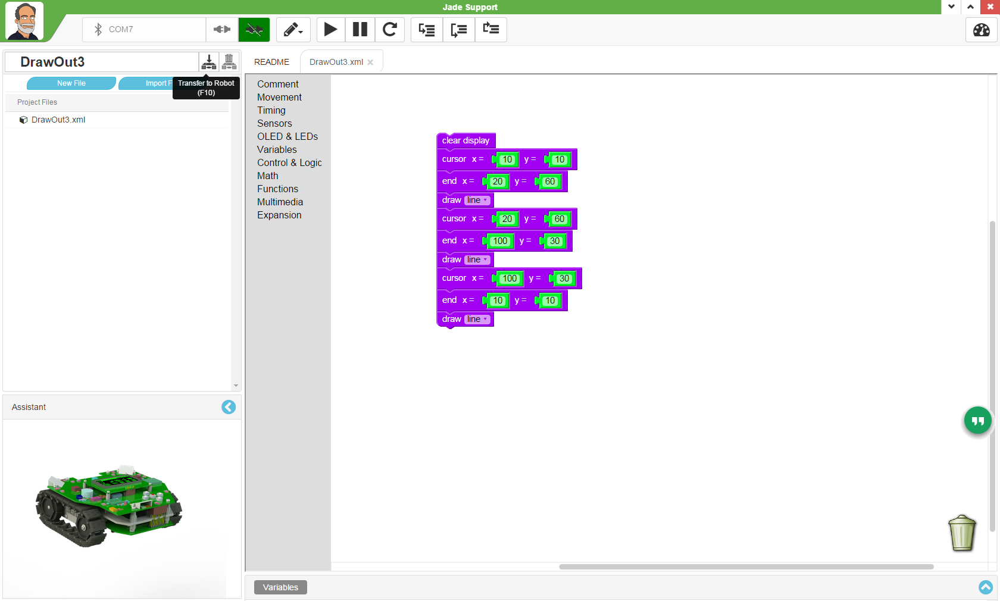 Jade Support
COM7
DrawOut3
New File
Import F
Transfer to Robot
(F10)
Project Files
DrawOut3.xml
Assistant
README
DrawOut3.xml
Comment
Movement
Timing
Sensors
OLED & LEDs
Variables
Control & Logic
Math
Functions
Multimedia
Expansion
clear display
cursor x = 10 y = 10
end x = 20 y = 60
draw line
cursor x = 20 y = 60
end x = 100 y = 30
draw line
cursor x = 100 y = 30
end x = 10 y = 10
draw line
Variables